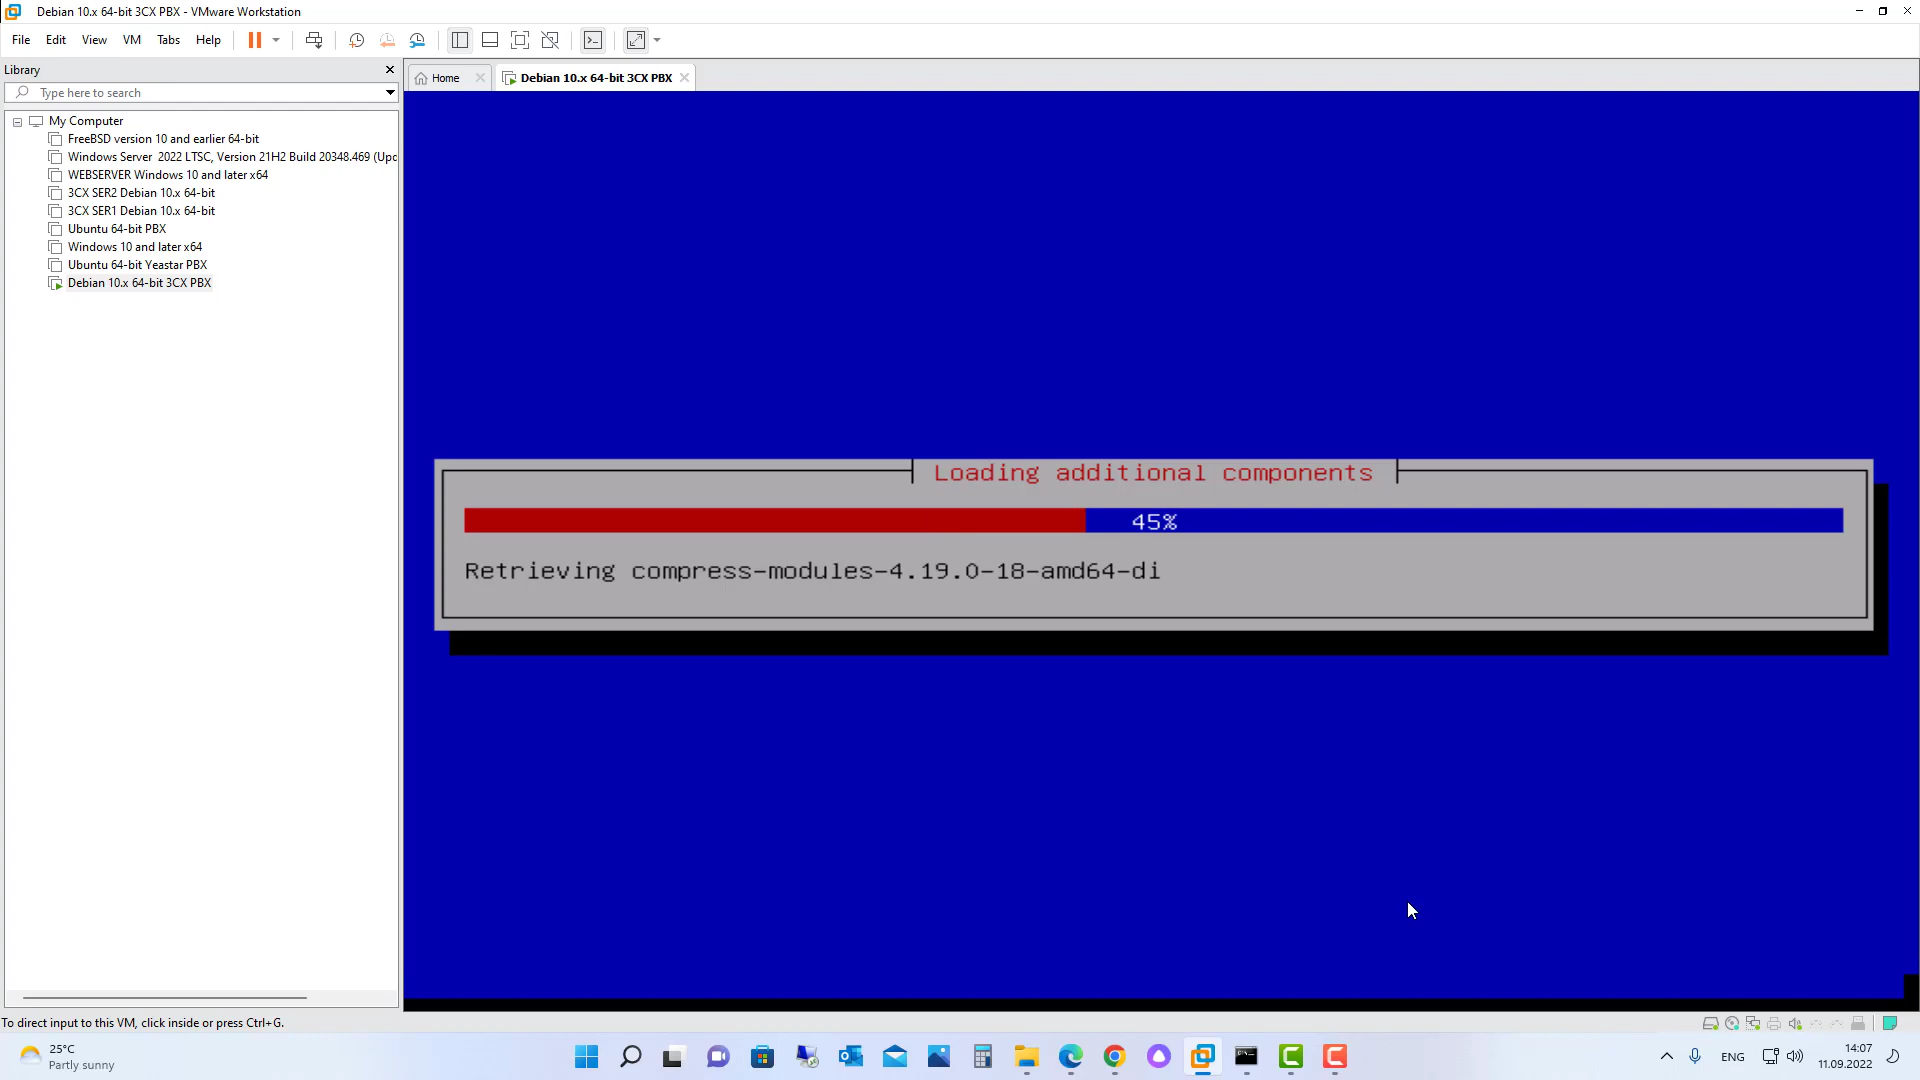 Debian 10.x 64-bit 3CX PBX - VMware Workstation
File Edit View VM Tabs Help
Library
Type here to search
My Computer
FreeBSD version 10 and earlier 64-bit
Windows Server 2022 LTSC, Version 21H2 Build 20348.469 (Upd
WEBSERVER Windows 10 and later x64
3CX SER2 Debian 10.x 64-bit
3CX SER1 Debian 10.x 64-bit
Ubuntu 64-bit PBX
Windows 10 and later x64
Ubuntu 64-bit Yeastar PBX
Debian 10.x 64-bit 3CX PBX
Home
Debian 10.x 64-bit 3CX PBX
Loading additional components
45%
Retrieving compress-modules-4.19.0-18-amd64-di
To direct input to this VM, click inside or press Ctrl+G.
25°C
Partly sunny
ENG
14:07
11.09.2022